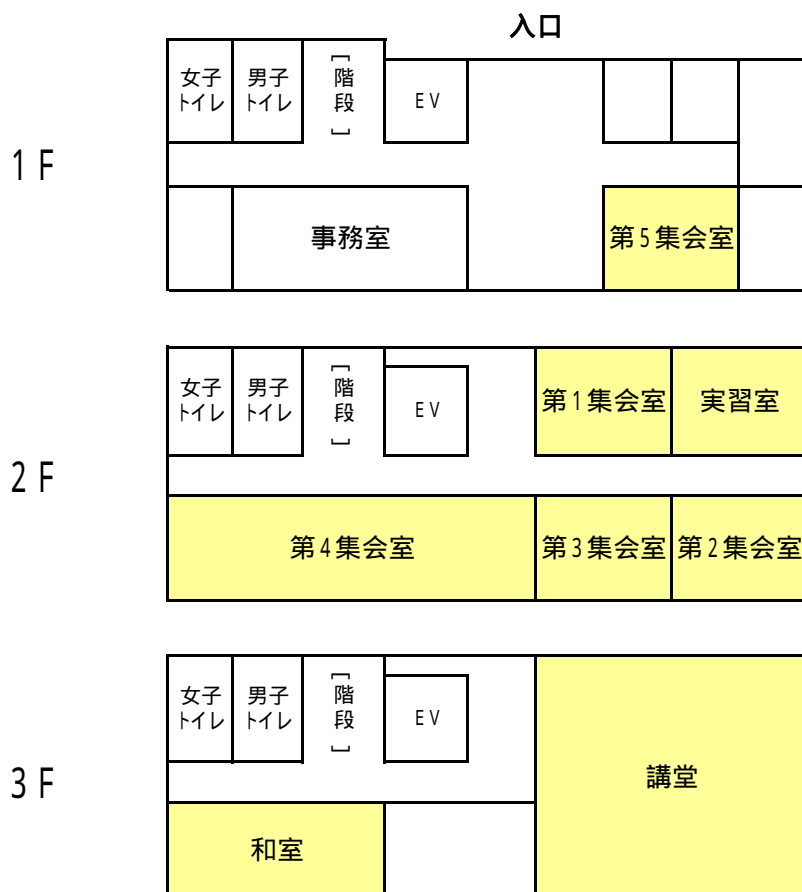 入口
1F
女子
トイレ
男子
トイレ
[階段]
EV
事務室
第5集会室
2F
女子
トイレ
男子
トイレ
[階段]
EV
第1集会室
実習室
第4集会室
第3集会室
第2集会室
3F
女子
トイレ
男子
トイレ
[階段]
EV
講堂
和室